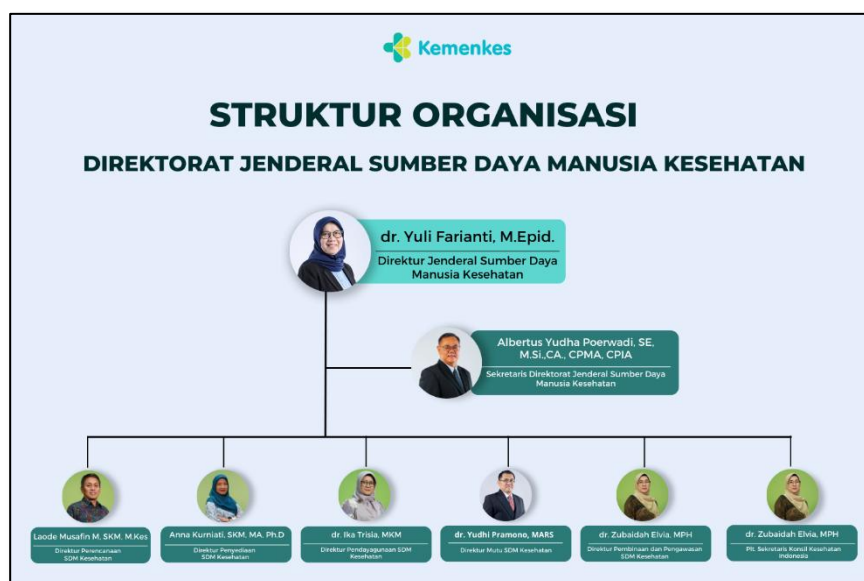 Kemenkes
STRUKTUR ORGANISASI
DIREKTORAT JENDERAL SUMBER DAYA MANUSIA KESEHATAN
dr. Yuli Farianti, M.Epid.
Direktur Jenderal Sumber Daya
Manusia Kesehatan
Albertus Yudha Poerwadi, SE,
M.Si.,CA., CPMA, CPIA
Sekretaris Direktorat Jenderal Sumber Daya
Manusia Kesehatan
Laode Musafin M, SKM, M.Kes
Direktur Perencanaan
SDM Kesehatan
Anna Kurniati, SKM, MA, Ph.D
Direktur Penyediaan
SDM Kesehatan
dr. Ika Trisia, MKM
Direktur Pendayagunaan SDM
Kesehatan
dr. Yudhi Pramono, MARS
Direktur Mutu SDM Kesehatan
dr. Zubaidah Elvia, MPH
Direktur Pembinaan dan Pengawasan
SDM Kesehatan
dr. Zubaidah Elvia, MPH
Plt. Sekretaris Konsil Kesehatan
Indonesia